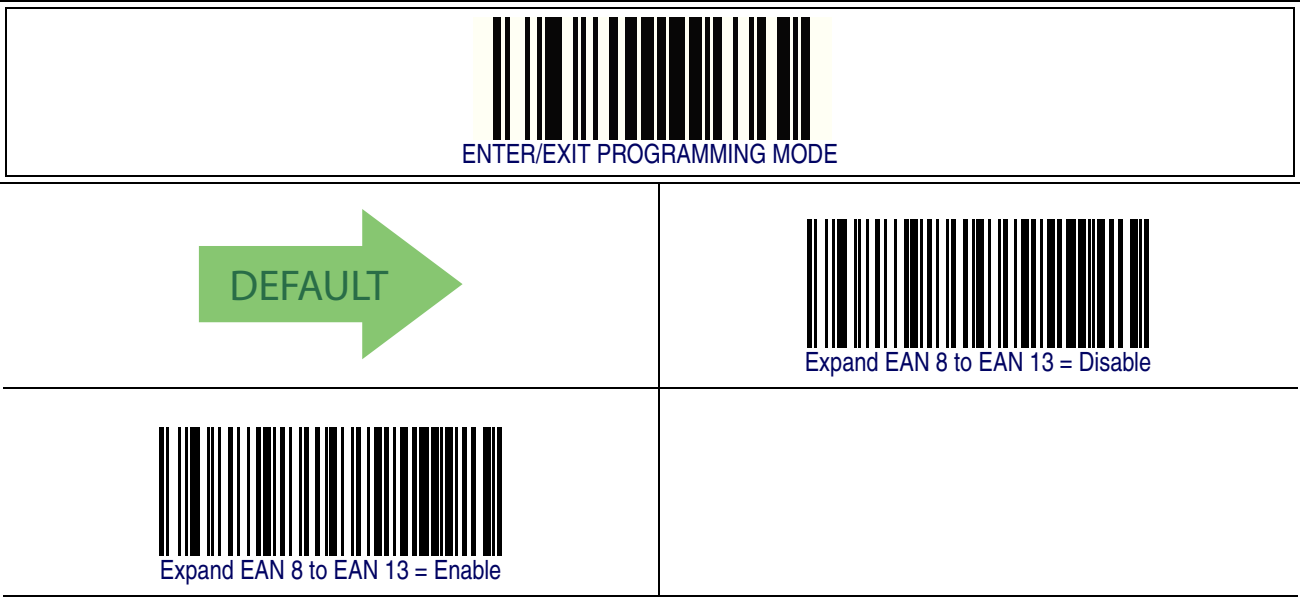 ENTER/EXIT PROGRAMMING MODE
DEFAULT
Expand EAN 8 to EAN 13 = Disable
Expand EAN 8 to EAN 13 = Enable